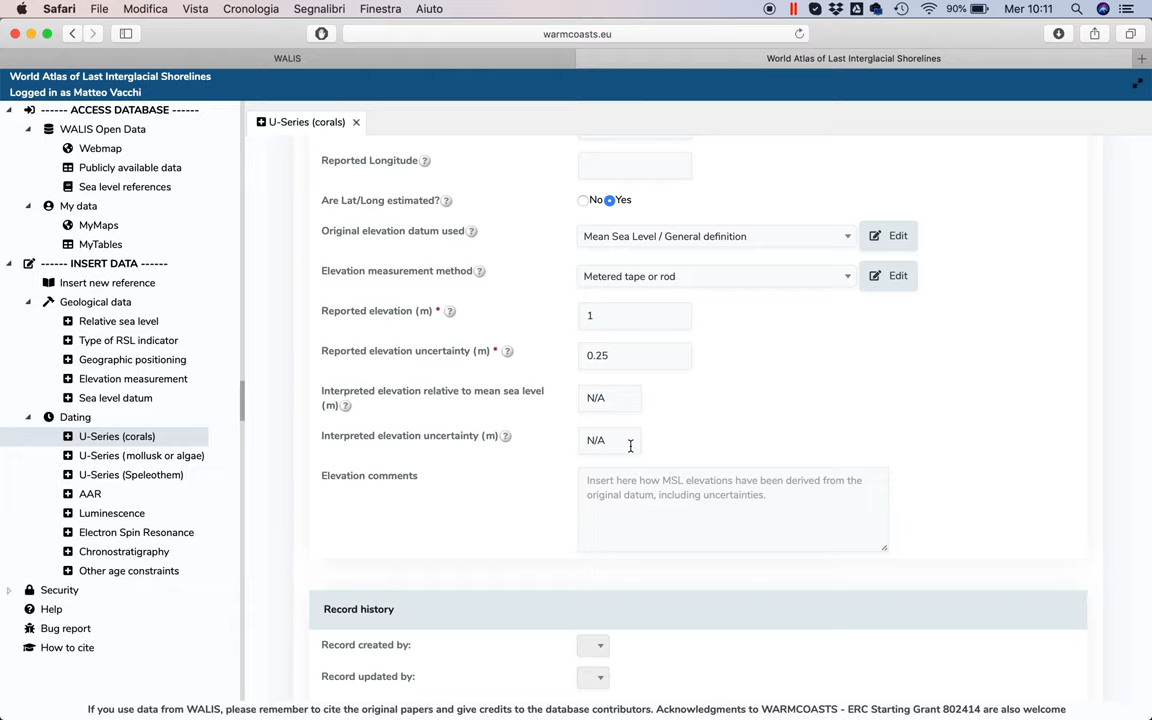 Safari File Modifica Vista Cronologia Segnalibri Finestra Aiuto 90% Mer 10:11
warmcoasts.eu
WALIS World Atlas of Last Interglacial Shorelines
World Atlas of Last Interglacial Shorelines
Logged in as Matteo Vacchi
------ ACCESS DATABASE ------
WALIS Open Data
Webmap
Publicly available data
Sea level references
My data
MyMaps
MyTables
------ INSERT DATA ------
Insert new reference
Geological data
Relative sea level
Type of RSL indicator
Geographic positioning
Elevation measurement
Sea level datum
Dating
U-Series (corals)
U-Series (mollusk or algae)
U-Series (Speleothem)
AAR
Luminescence
Electron Spin Resonance
Chronostratigraphy
Other age constraints
Security
Help
Bug report
How to cite
U-Series (corals)
Reported Longitude
Are Lat/Long estimated? No Yes
Original elevation datum used Mean Sea Level / General definition Edit
Elevation measurement method Metered tape or rod Edit
Reported elevation (m) * 1
Reported elevation uncertainty (m) * 0.25
Interpreted elevation relative to mean sea level
(m) N/A
Interpreted elevation uncertainty (m) N/A
Elevation comments Insert here how MSL elevations have been derived from the
original datum, including uncertainties.
Record history
Record created by:
Record updated by:
If you use data from WALIS, please remember to cite the original papers and give credits to the database contributors. Acknowledgments to WARMCOASTS - ERC Starting Grant 802414 are also welcome